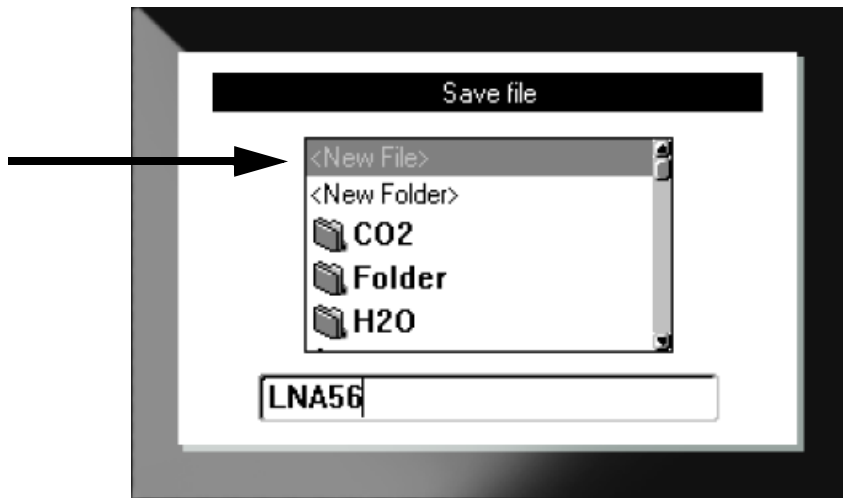 Save file
<New File>
<New Folder>
CO2
Folder
H2O
LNA56